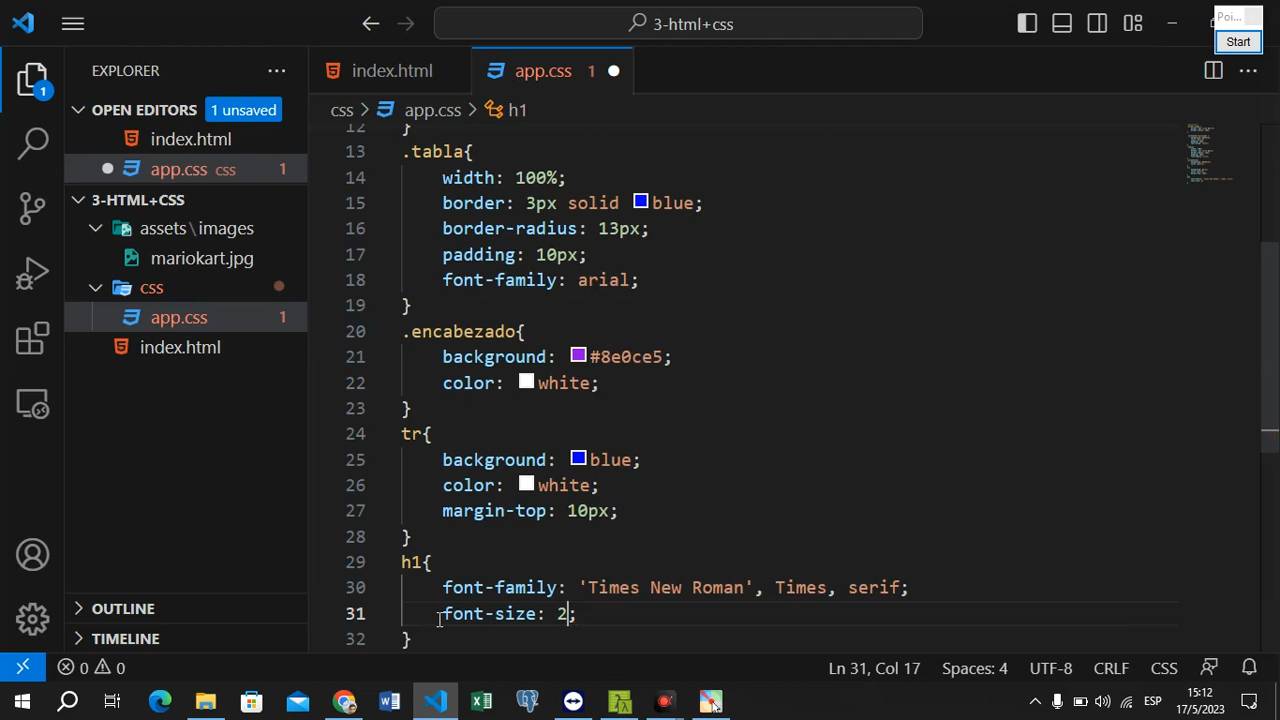 3-html+css
Poi...
Start
EXPLORER
index.html
app.css 1
OPEN EDITORS 1 unsaved
css > app.css > h1
index.html
app.css css 1
3-HTML+CSS
assets\images
mariokart.jpg
css
app.css 1
index.html
OUTLINE
TIMELINE
1
12 }
13 .tabla{
14 width: 100%;
15 border: 3px solid blue;
16 border-radius: 13px;
17 padding: 10px;
18 font-family: arial;
19 }
20 .encabezado{
21 background: #8e0ce5;
22 color: white;
23 }
24 tr{
25 background: blue;
26 color: white;
27 margin-top: 10px;
28 }
29 h1{
30 font-family: 'Times New Roman', Times, serif;
31 font-size: 2;
32 }
0 0
Ln 31, Col 17 Spaces: 4 UTF-8 CRLF CSS
ESP
15:12
17/5/2023